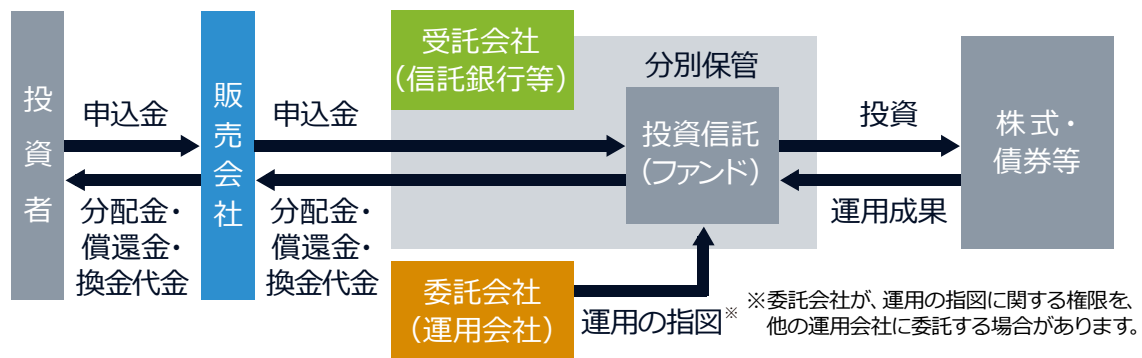 投資者
申込金
分配金・
償還金・
換金代金
販売会社
申込金
分配金・
償還金・
換金代金
受託会社
（信託銀行等）
分別保管
投資信託
（ファンド）
委託会社
（運用会社）
運用の指図※
投資
運用成果
株式・
債券等
※委託会社が、運用の指図に関する権限を、
他の運用会社に委託する場合があります。